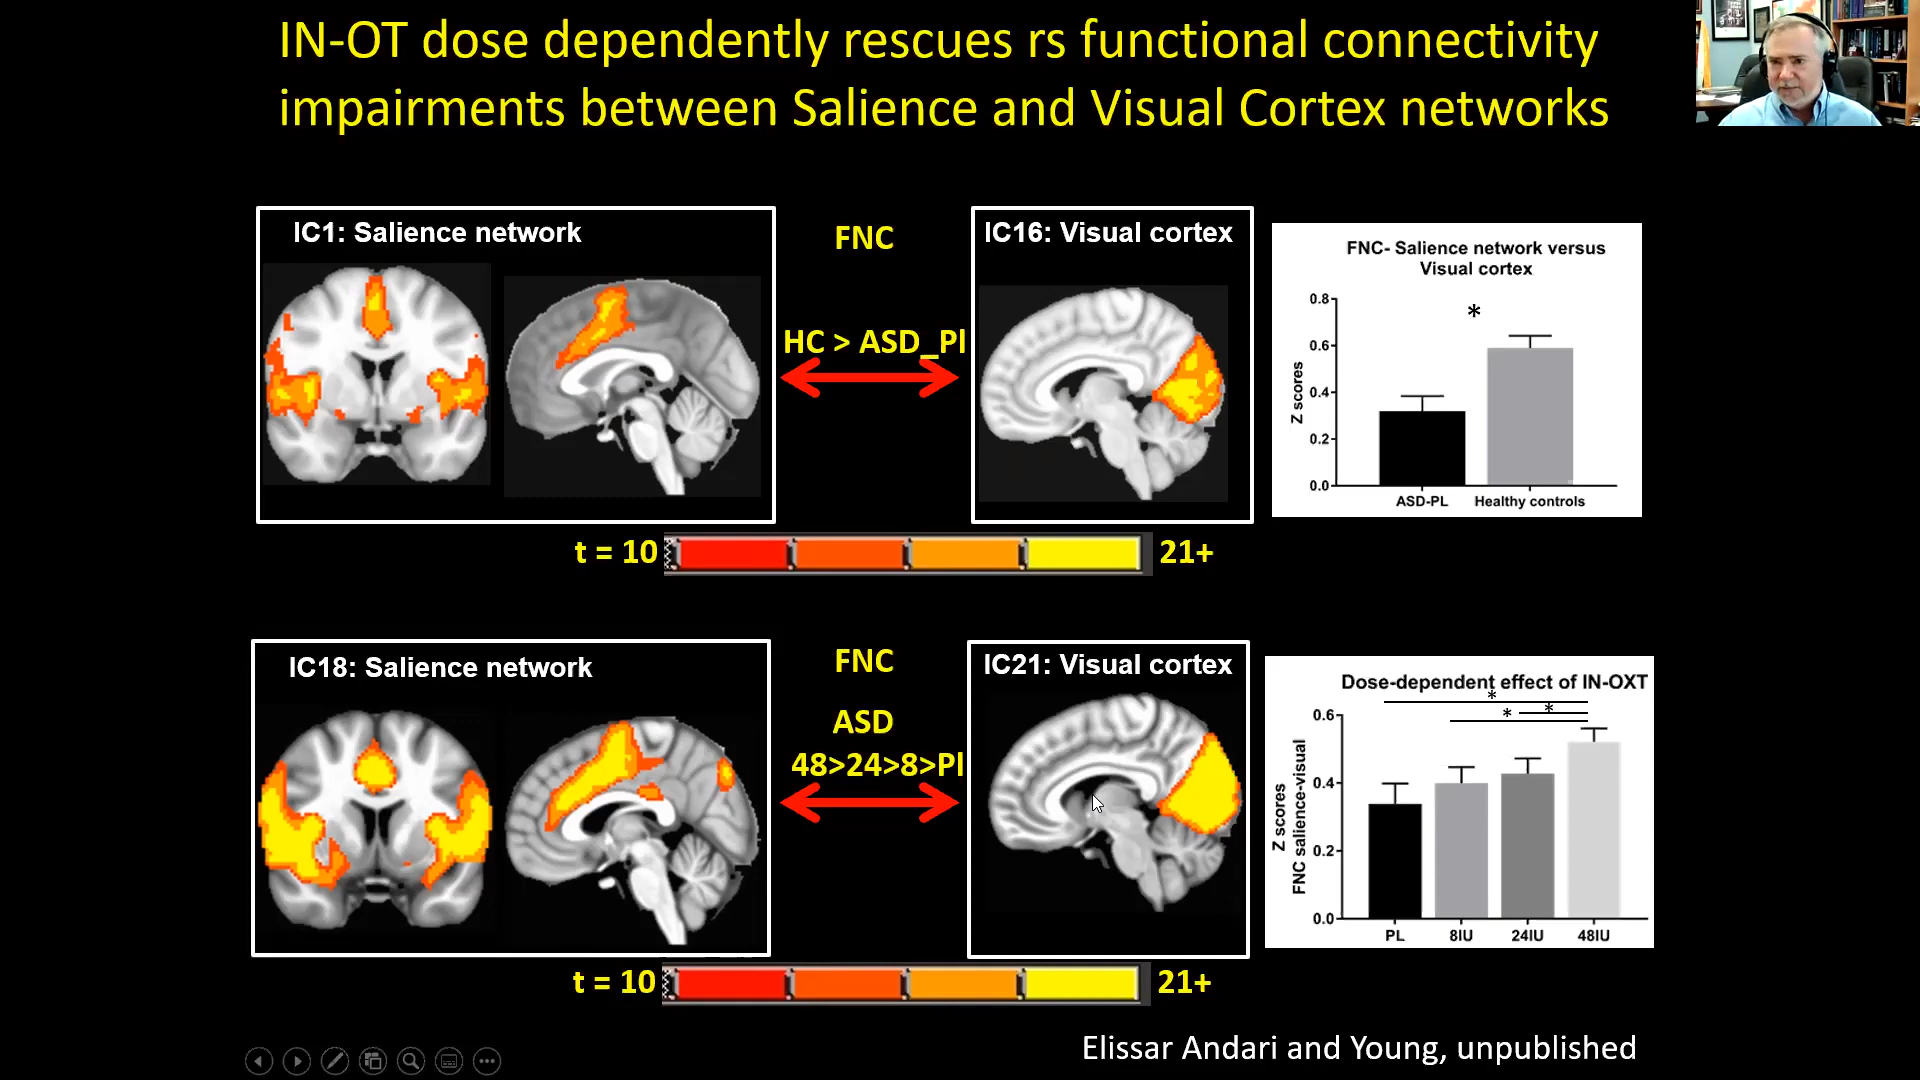 IN-OT dose dependently rescues rs functional connectivity
impairments between Salience and Visual Cortex networks
IC1: Salience network
FNC
HC > ASD_Pl
IC16: Visual cortex
FNC- Salience network versus
Visual cortex
*
0.8
0.6
0.4
0.2
0.0
Z scores
ASD-PL
Healthy controls
t = 10
21+
IC18: Salience network
FNC
ASD
48>24>8>Pl
IC21: Visual cortex
Dose-dependent effect of IN-OXT
*
* *
0.6
0.4
0.2
0.0
Z scores
FNC salience-visual
PL
8IU
24IU
48IU
t = 10
21+
Elissar Andari and Young, unpublished